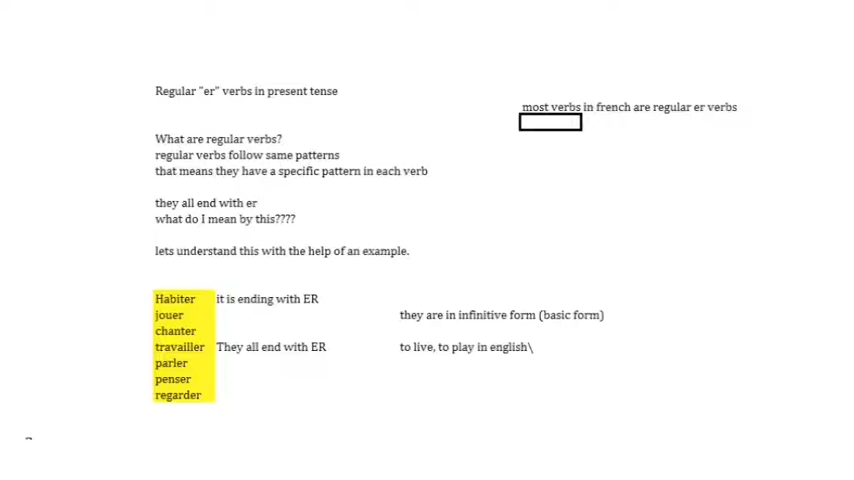 Regular "er" verbs in present tense
most verbs in french are regular er verbs
What are regular verbs?
regular verbs follow same patterns
that means they have a specific pattern in each verb
they all end with er
what do I mean by this????
lets understand this with the help of an example.
Habiter it is ending with ER
jouer they are in infinitive form (basic form)
chanter
travailler They all end with ER to live, to play in english\
parler
penser
regarder